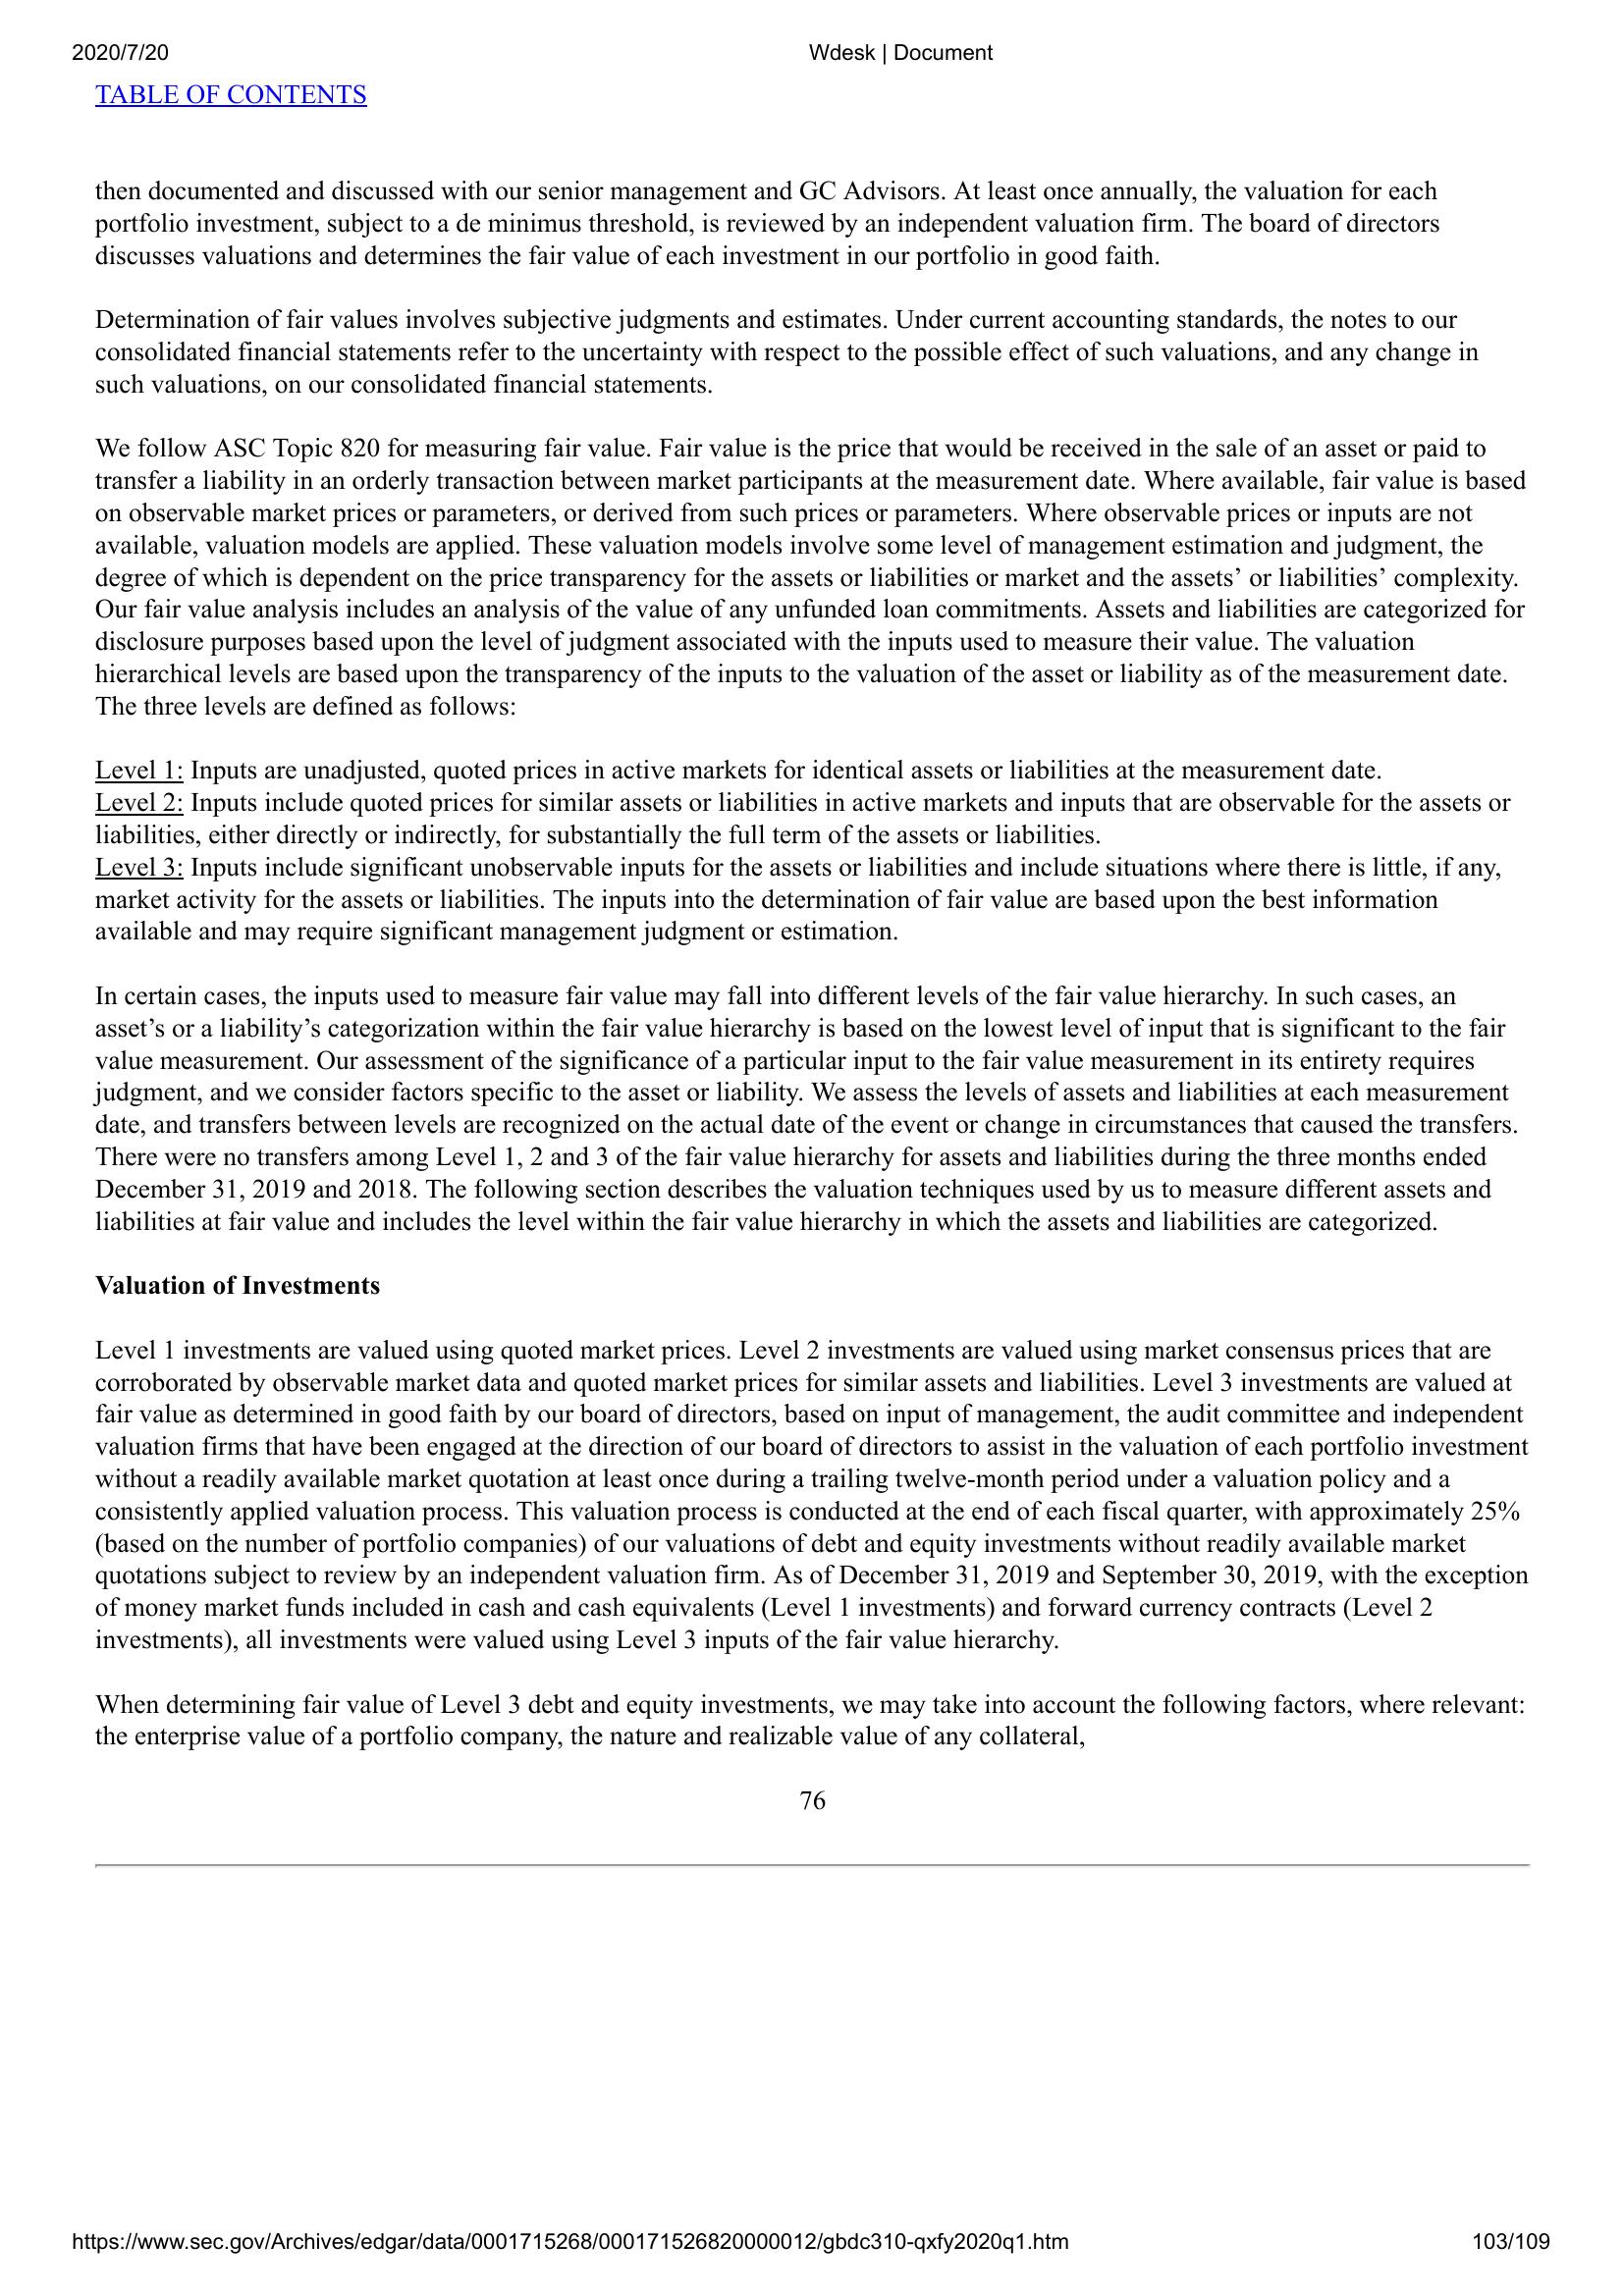 2020/7/20
Wdesk | Document
TABLE OF CONTENTS
then documented and discussed with our senior management and GC Advisors. At least once annually, the valuation for each
portfolio investment, subject to a de minimus threshold, is reviewed by an independent valuation firm. The board of directors
discusses valuations and determines the fair value of each investment in our portfolio in good faith.
Determination of fair values involves subjective judgments and estimates. Under current accounting standards, the notes to our
consolidated financial statements refer to the uncertainty with respect to the possible effect of such valuations, and any change in
such valuations, on our consolidated financial statements.
We follow ASC Topic 820 for measuring fair value. Fair value is the price that would be received in the sale of an asset or paid to
transfer a liability in an orderly transaction between market participants at the measurement date. Where available, fair value is based
on observable market prices or parameters, or derived from such prices or parameters. Where observable prices or inputs are not
available, valuation models are applied. These valuation models involve some level of management estimation and judgment, the
degree of which is dependent on the price transparency for the assets or liabilities or market and the assets’ or liabilities’ complexity.
Our fair value analysis includes an analysis of the value of any unfunded loan commitments. Assets and liabilities are categorized for
disclosure purposes based upon the level of judgment associated with the inputs used to measure their value. The valuation
hierarchical levels are based upon the transparency of the inputs to the valuation of the asset or liability as of the measurement date.
The three levels are defined as follows:
Level 1: Inputs are unadjusted, quoted prices in active markets for identical assets or liabilities at the measurement date.
Level 2: Inputs include quoted prices for similar assets or liabilities in active markets and inputs that are observable for the assets or
liabilities, either directly or indirectly, for substantially the full term of the assets or liabilities.
Level 3: Inputs include significant unobservable inputs for the assets or liabilities and include situations where there is little, if any,
market activity for the assets or liabilities. The inputs into the determination of fair value are based upon the best information
available and may require significant management judgment or estimation.
In certain cases, the inputs used to measure fair value may fall into different levels of the fair value hierarchy. In such cases, an
asset’s or a liability’s categorization within the fair value hierarchy is based on the lowest level of input that is significant to the fair
value measurement. Our assessment of the significance of a particular input to the fair value measurement in its entirety requires
judgment, and we consider factors specific to the asset or liability. We assess the levels of assets and liabilities at each measurement
date, and transfers between levels are recognized on the actual date of the event or change in circumstances that caused the transfers.
There were no transfers among Level 1, 2 and 3 of the fair value hierarchy for assets and liabilities during the three months ended
December 31, 2019 and 2018. The following section describes the valuation techniques used by us to measure different assets and
liabilities at fair value and includes the level within the fair value hierarchy in which the assets and liabilities are categorized.
Valuation of Investments
Level 1 investments are valued using quoted market prices. Level 2 investments are valued using market consensus prices that are
corroborated by observable market data and quoted market prices for similar assets and liabilities. Level 3 investments are valued at
fair value as determined in good faith by our board of directors, based on input of management, the audit committee and independent
valuation firms that have been engaged at the direction of our board of directors to assist in the valuation of each portfolio investment
without a readily available market quotation at least once during a trailing twelve-month period under a valuation policy and a
consistently applied valuation process. This valuation process is conducted at the end of each fiscal quarter, with approximately 25%
(based on the number of portfolio companies) of our valuations of debt and equity investments without readily available market
quotations subject to review by an independent valuation firm. As of December 31, 2019 and September 30, 2019, with the exception
of money market funds included in cash and cash equivalents (Level 1 investments) and forward currency contracts (Level 2
investments), all investments were valued using Level 3 inputs of the fair value hierarchy.
When determining fair value of Level 3 debt and equity investments, we may take into account the following factors, where relevant:
the enterprise value of a portfolio company, the nature and realizable value of any collateral,
76
https://www.sec.gov/Archives/edgar/data/0001715268/000171526820000012/gbdc310-qxfy2020q1.htm
103/109